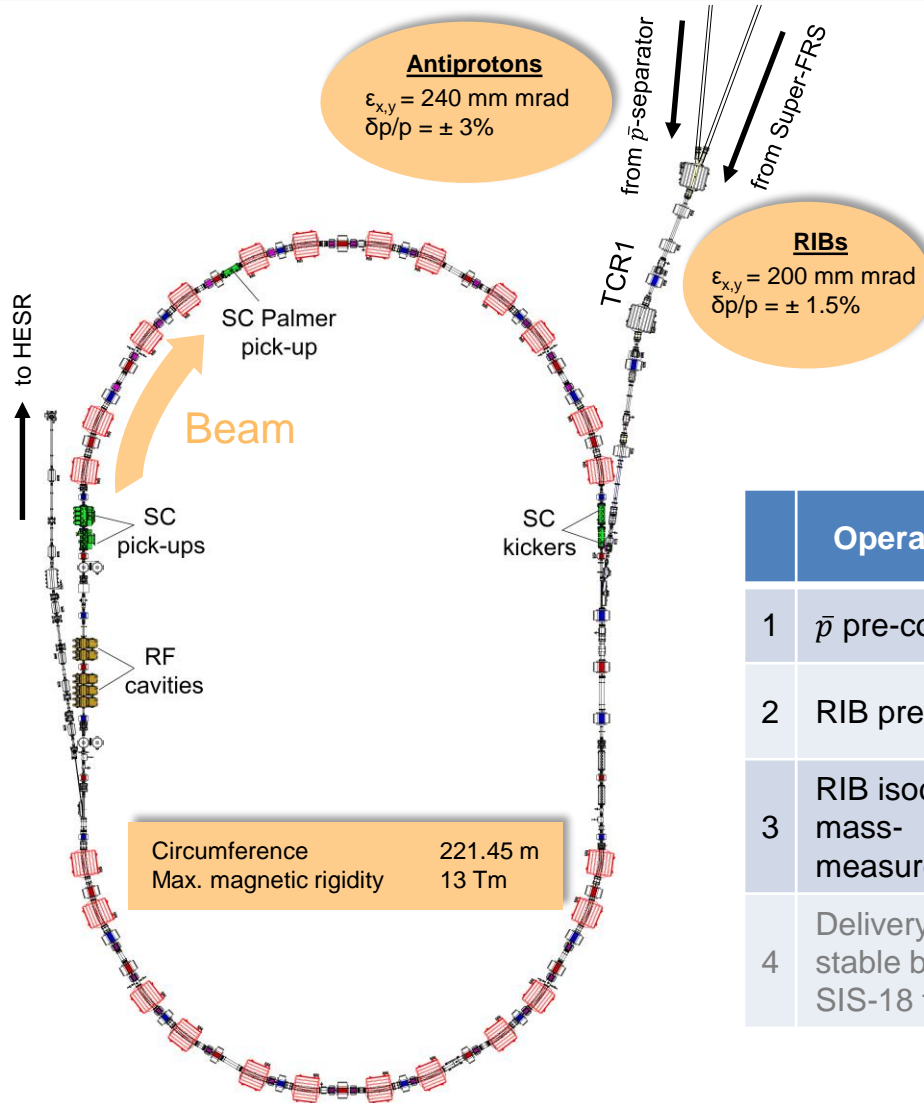 Antiprotons
εx,y = 240 mm mrad
δp/p = ± 3%
from p̄-separator
from Super-FRS
RIBs
εx,y = 200 mm mrad
δp/p = ± 1.5%
TCR1
SC Palmer
pick-up
to HESR
Beam
SC
pick-ups
SC
kickers
RF
cavities
Circumference 221.45 m
Max. magnetic rigidity 13 Tm
Opera
1 p̄ pre-co
2 RIB pre
3 RIB isoc
mass-
measur
4 Delivery
stable b
SIS-18